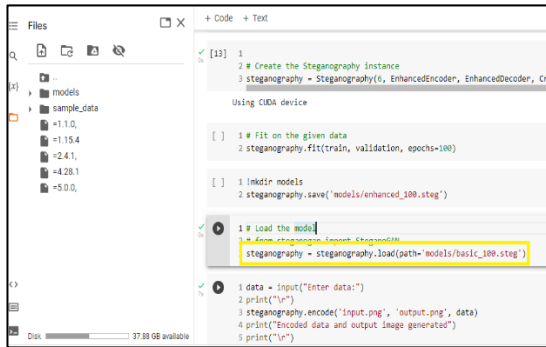 Files
..
models
sample_data
=1.1.0,
=1.15.4
=2.4.1,
=4.28.1
=5.0.0,
Disk 37.88 GB available
+ Code + Text
[13] 1
2 # Create the Steganography instance
3 steganography = Steganography(6, EnhancedEncoder, EnhancedDecoder, Cr
Using CUDA device
[ ] 1 # Fit on the given data
2 steganography.fit(train, validation, epochs=100)
[ ] 1 !mkdir models
2 steganography.save('models/enhanced_100.steg')
1 # Load the model
2 # from steganogan import SteganoGAN
steganography = steganography.load(path='models/basic_100.steg')
1 data = input("Enter data:")
2 print("\r")
3 steganography.encode('input.png', 'output.png', data)
4 print("Encoded data and output image generated")
5 print("\r")